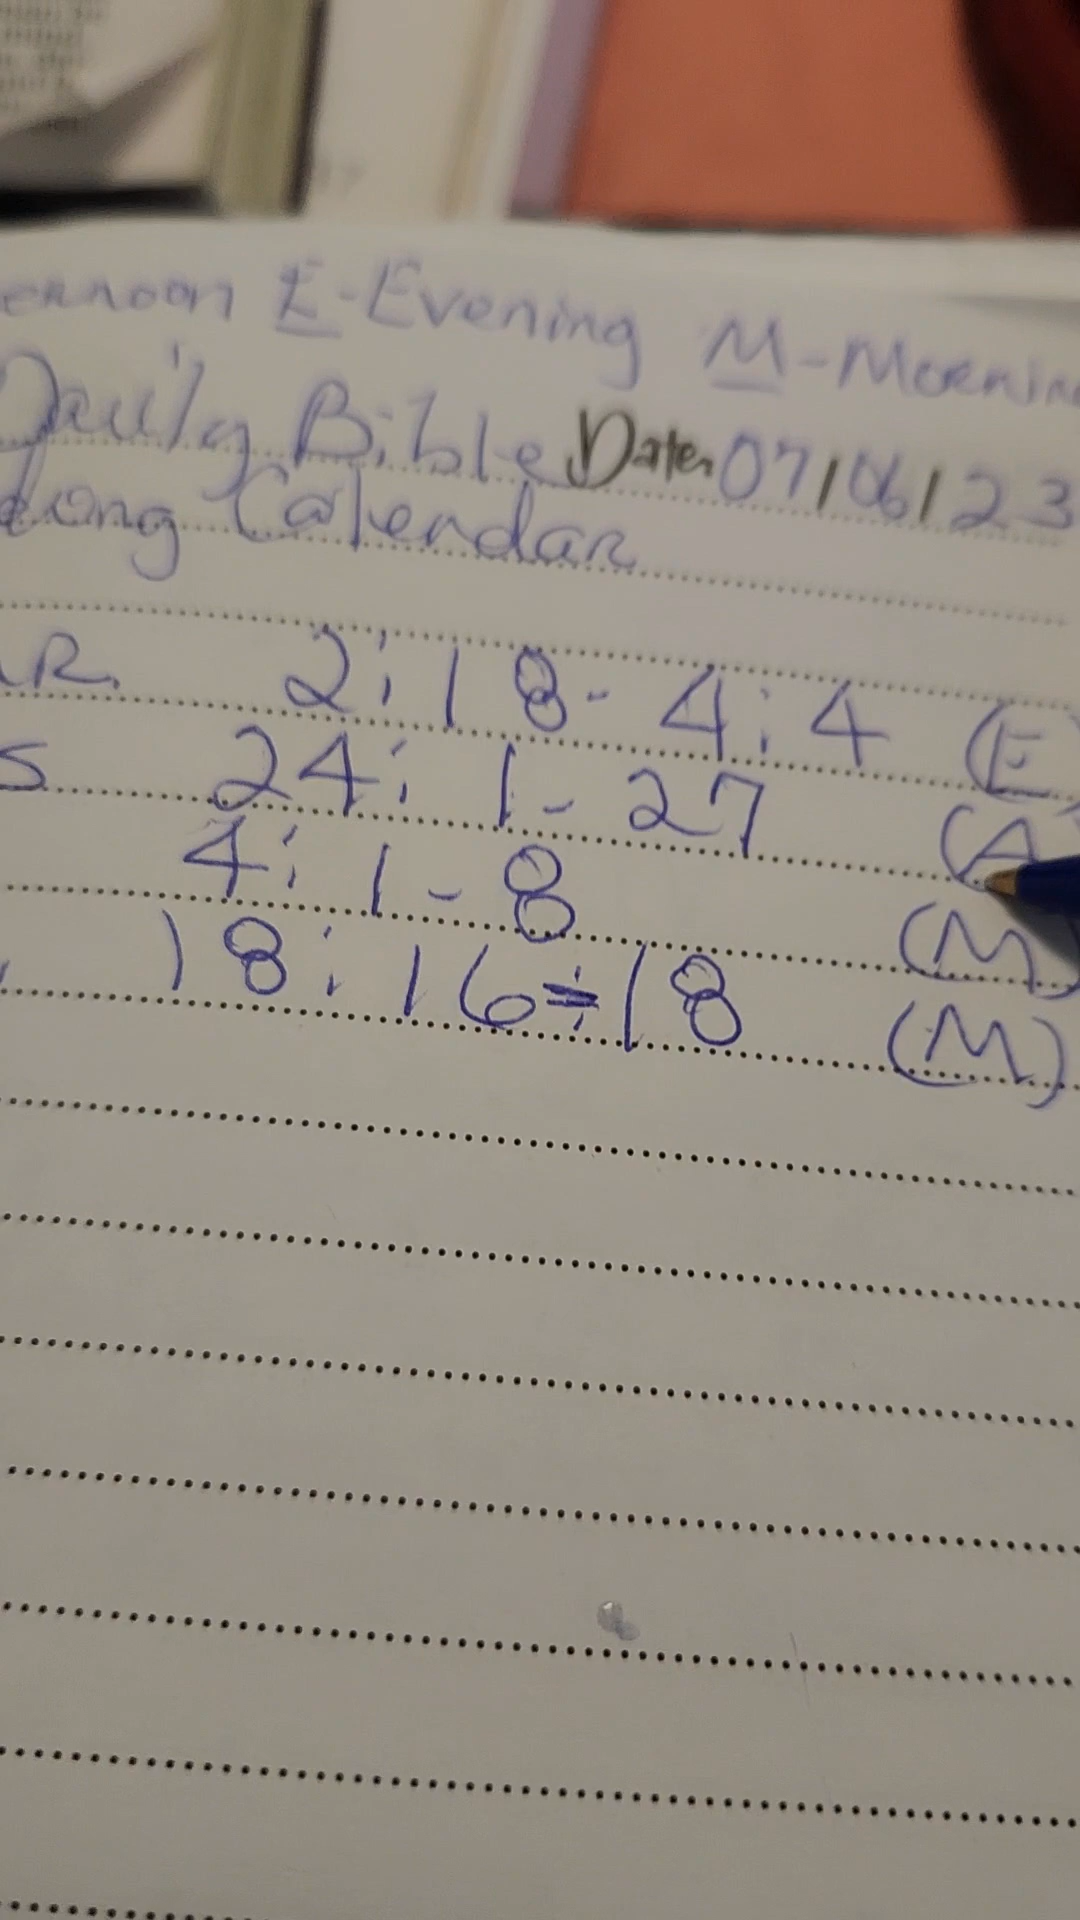 ernoon E-Evening M-Mornin
Daily Bible Date: 07/06/23
ding Calendar
R. 2:18-4:4 (E)
s 24:1-27 (A)
4:1-8 (M)
18:16-18 (M)